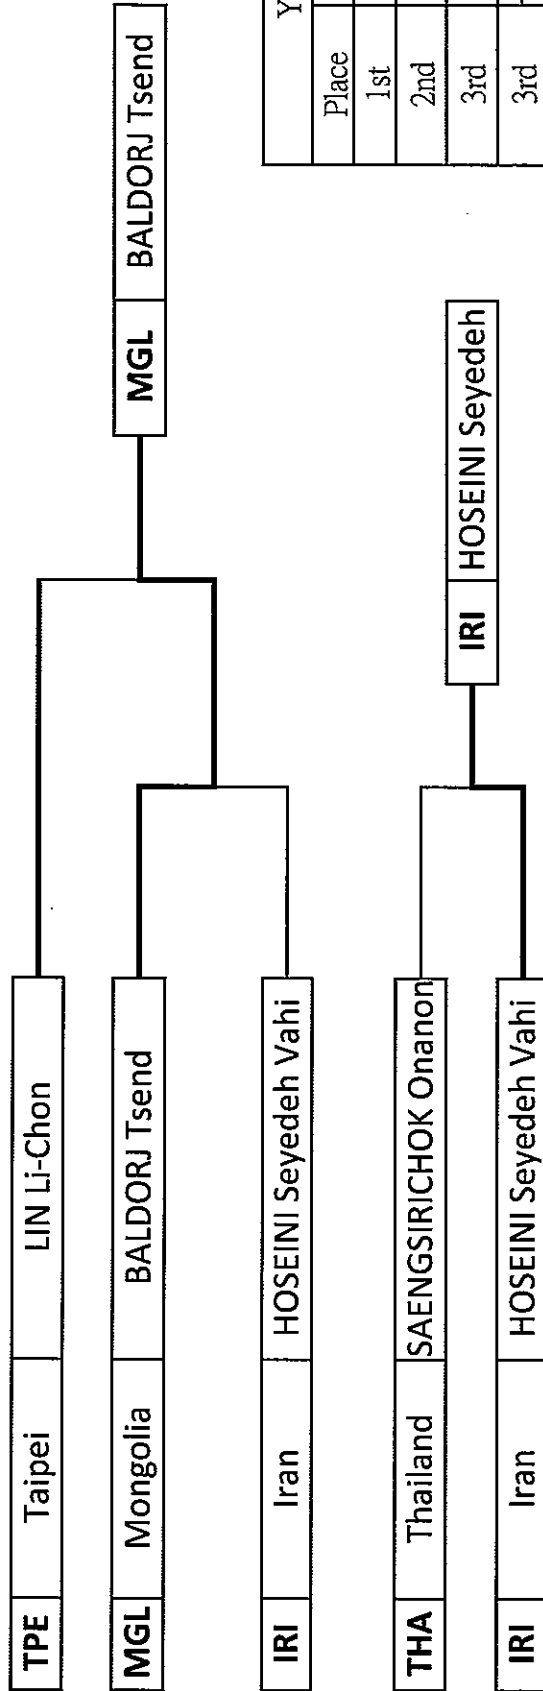 TPE Taipei LIN Li-Chon
MGL Mongolia BALDORJ Tsend
MGL BALDORJ Tsend
IRI Iran HOSEINI Seyedeh Vahi
THA Thailand SAENGSIRICHOK Onanon
IRI HOSEINI Seyedeh
IRI Iran HOSEINI Seyedeh Vahi
Y
Place
1st
2nd
3rd
3rd